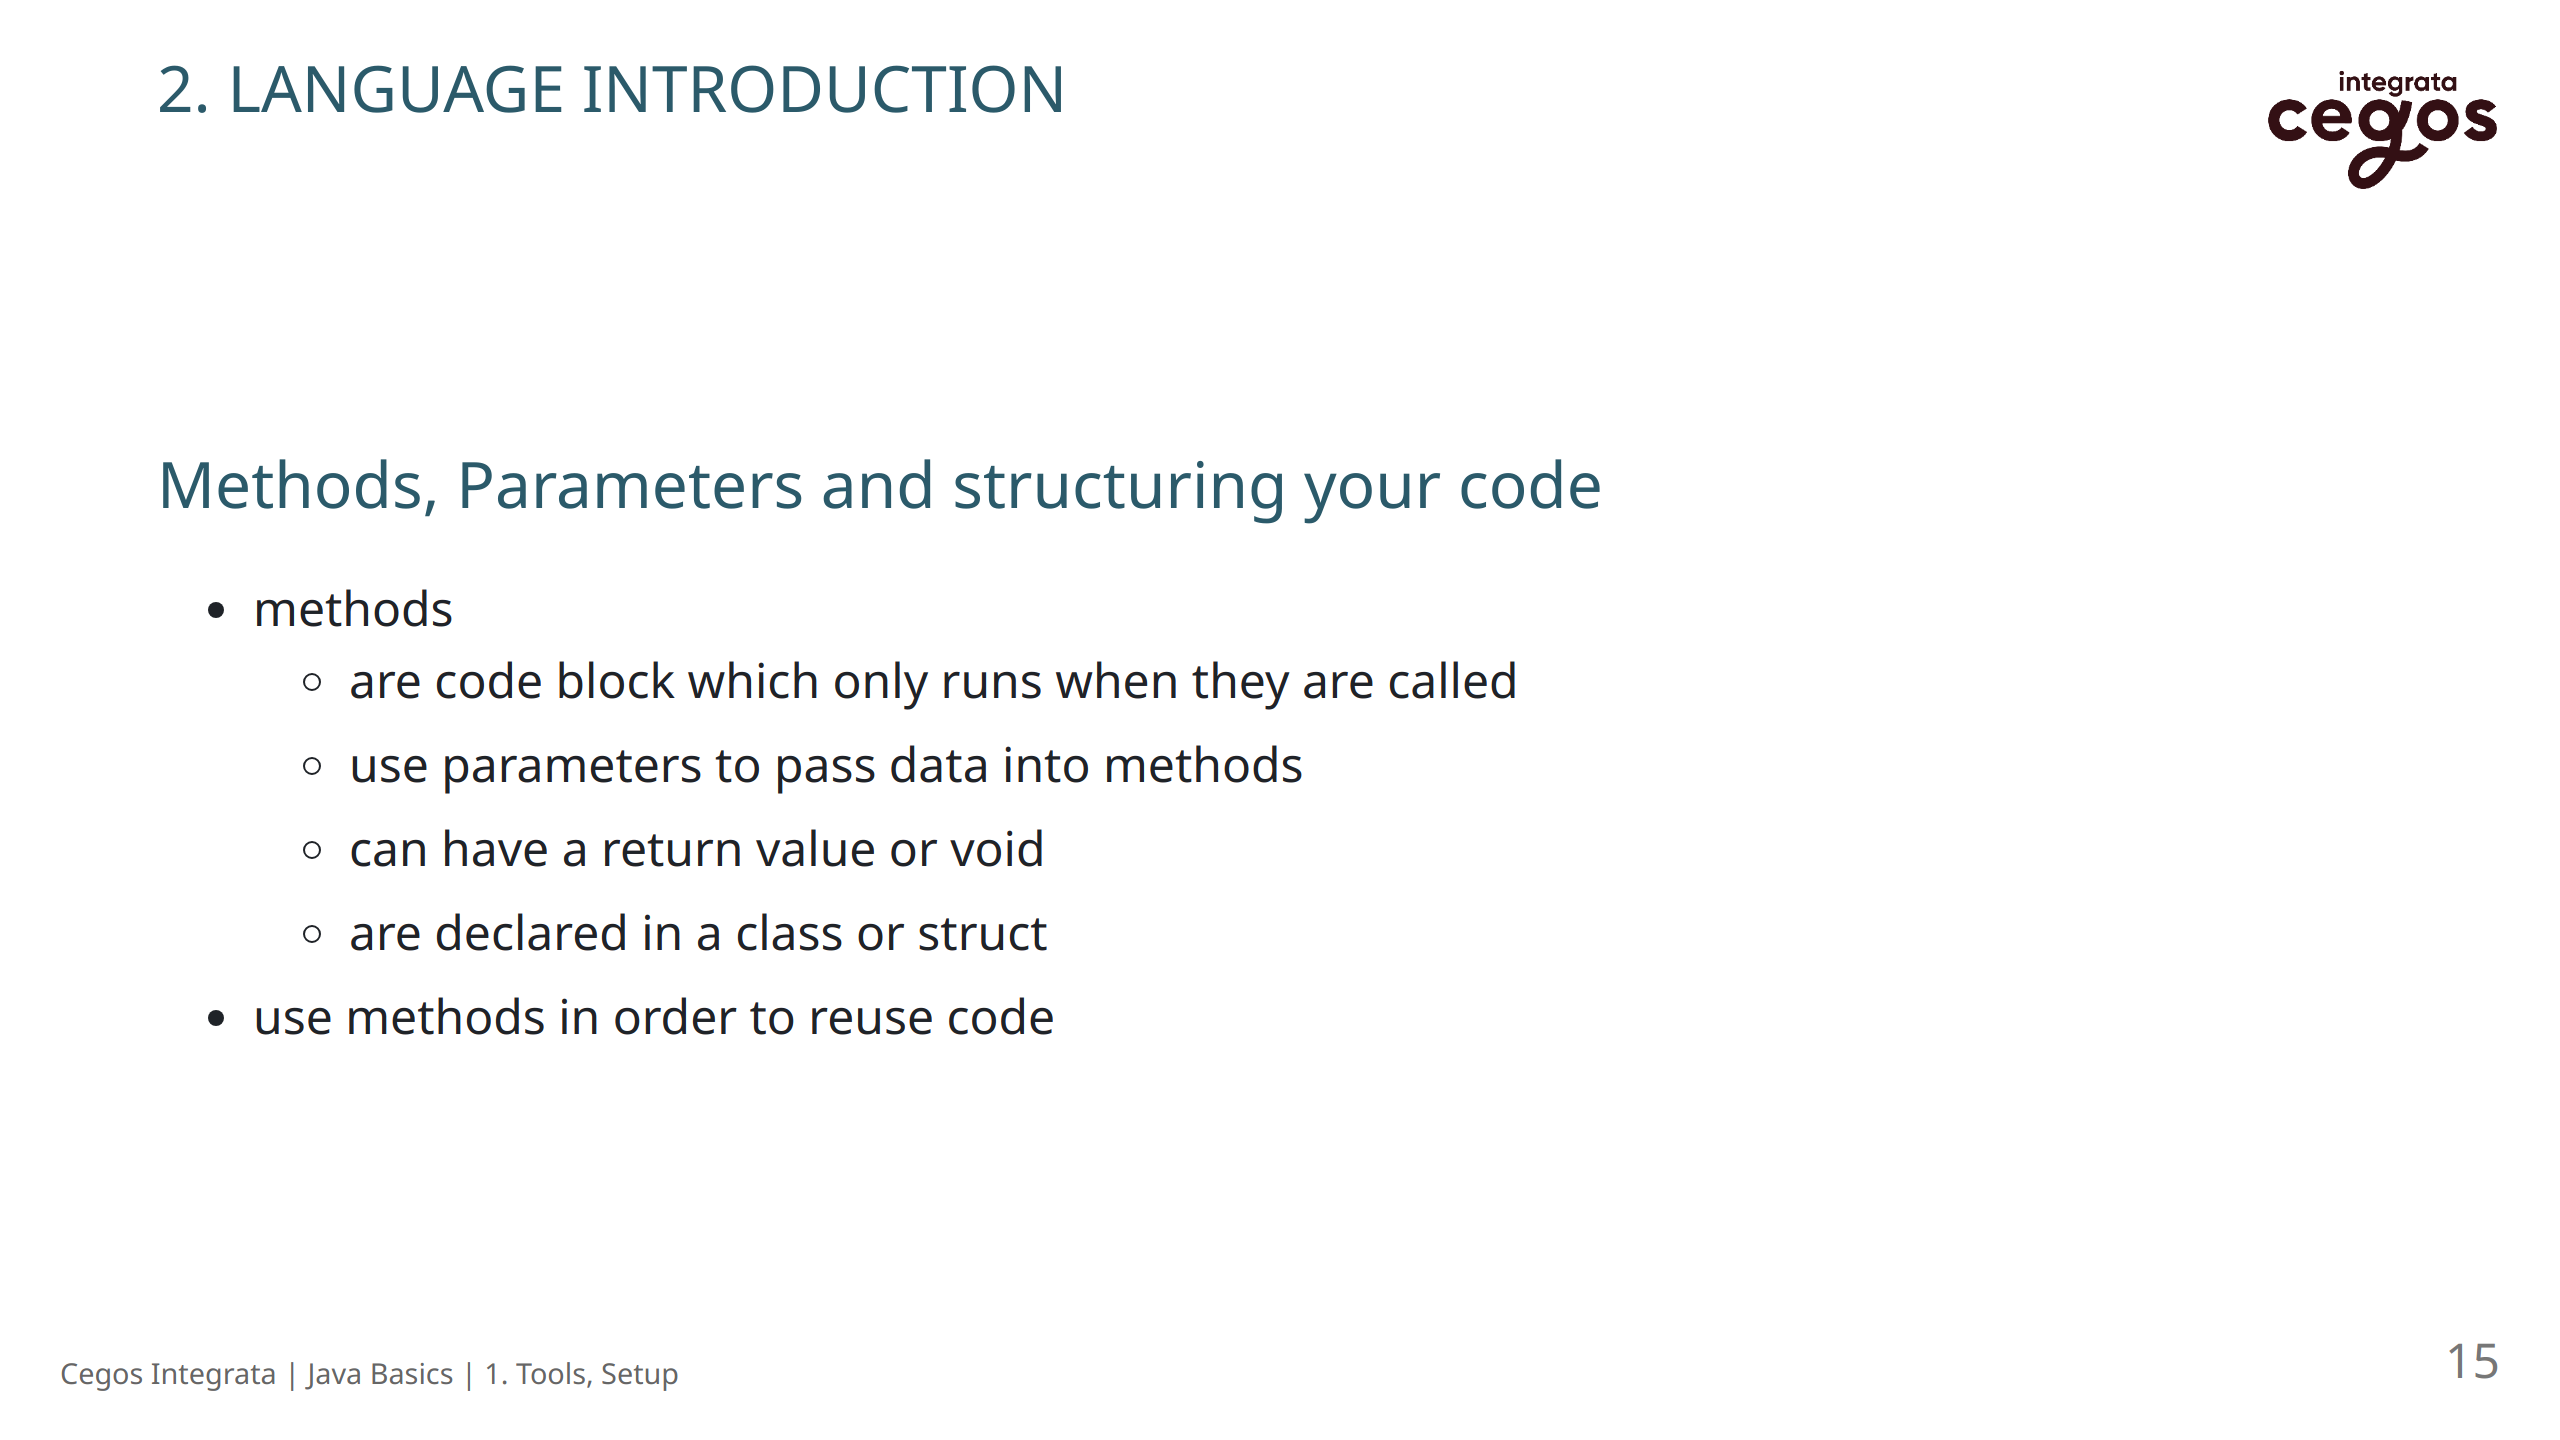 2. LANGUAGE INTRODUCTION
integrata
cegos
Methods, Parameters and structuring your code
methods
are code block which only runs when they are called
use parameters to pass data into methods
can have a return value or void
are declared in a class or struct
use methods in order to reuse code
Cegos Integrata | Java Basics | 1. Tools, Setup
15